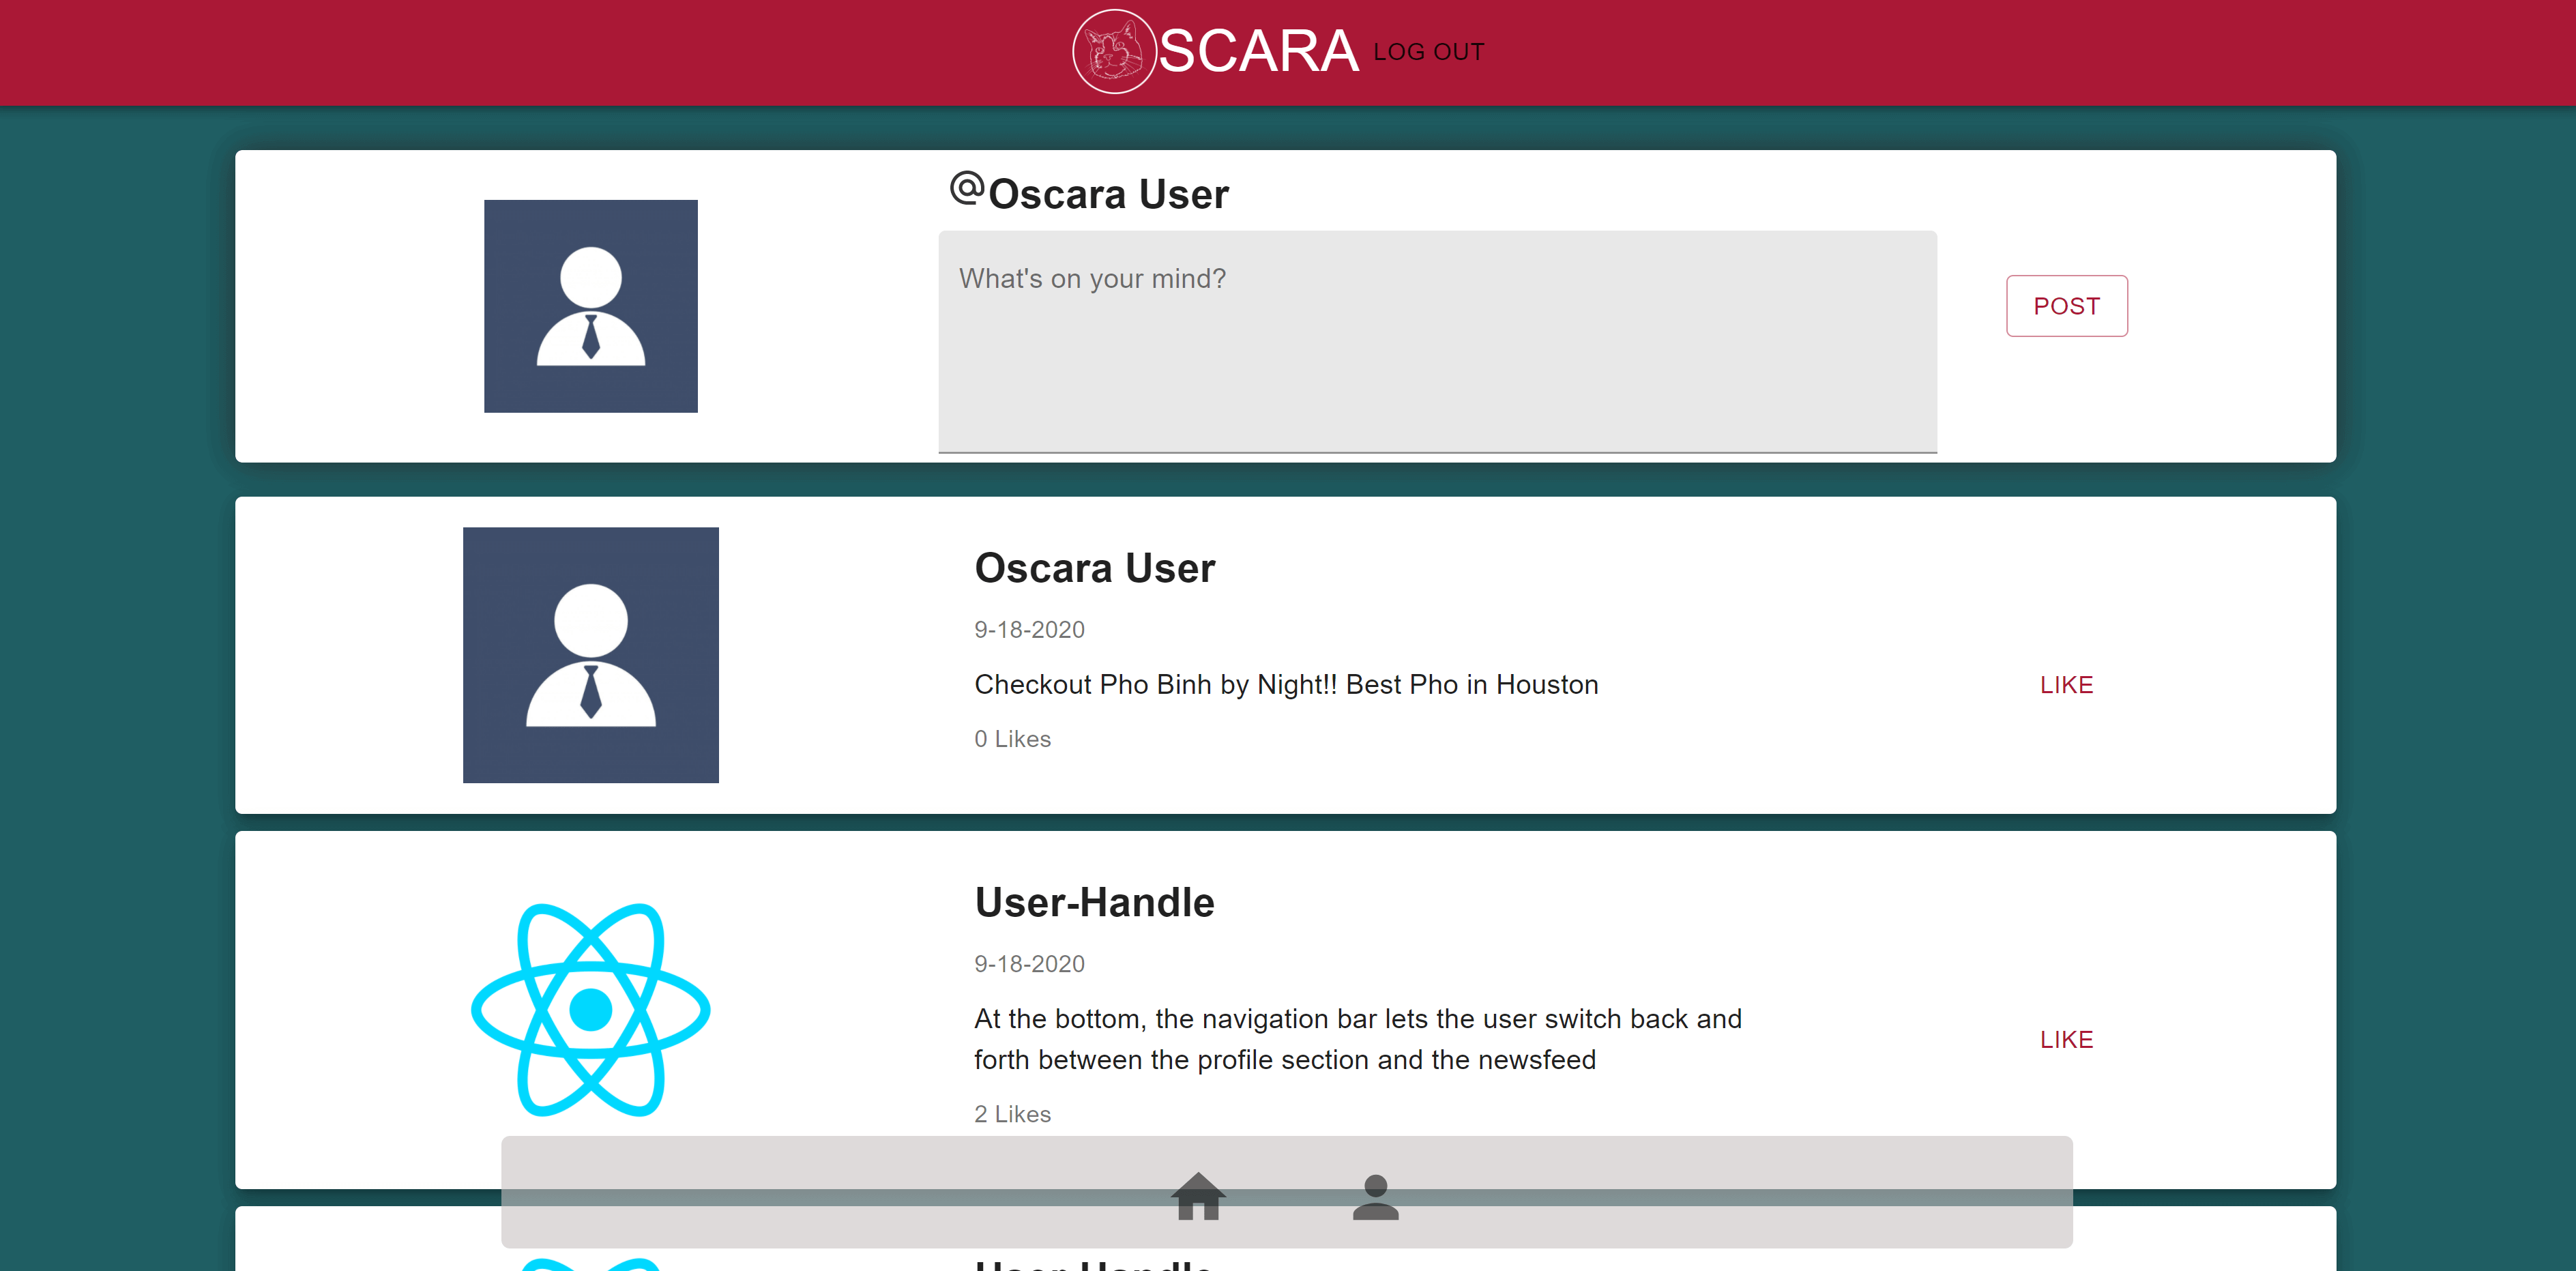 SCARA LOG OUT
@Oscara User
What's on your mind?
POST
Oscara User
9-18-2020
Checkout Pho Binh by Night!! Best Pho in Houston
LIKE
0 Likes
User-Handle
9-18-2020
At the bottom, the navigation bar lets the user switch back and
forth between the profile section and the newsfeed
LIKE
2 Likes
User-Handle